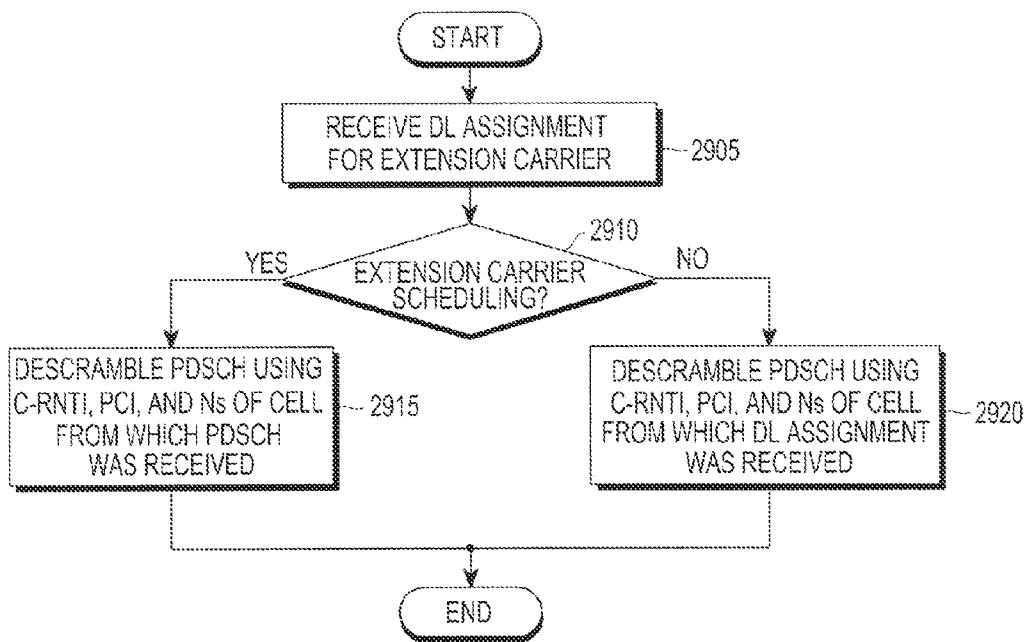 START
RECEIVE DL ASSIGNMENT
FOR EXTENSION CARRIER
2905
2910
YES
NO
EXTENSION CARRIER
SCHEDULING?
DESCRAMBLE PDSCH USING
C-RNTI, PCI, AND Ns OF CELL
FROM WHICH PDSCH
WAS RECEIVED
2915
DESCRAMBLE PDSCH USING
C-RNTI, PCI, AND Ns OF CELL
FROM WHICH DL ASSIGNMENT
WAS RECEIVED
2920
END